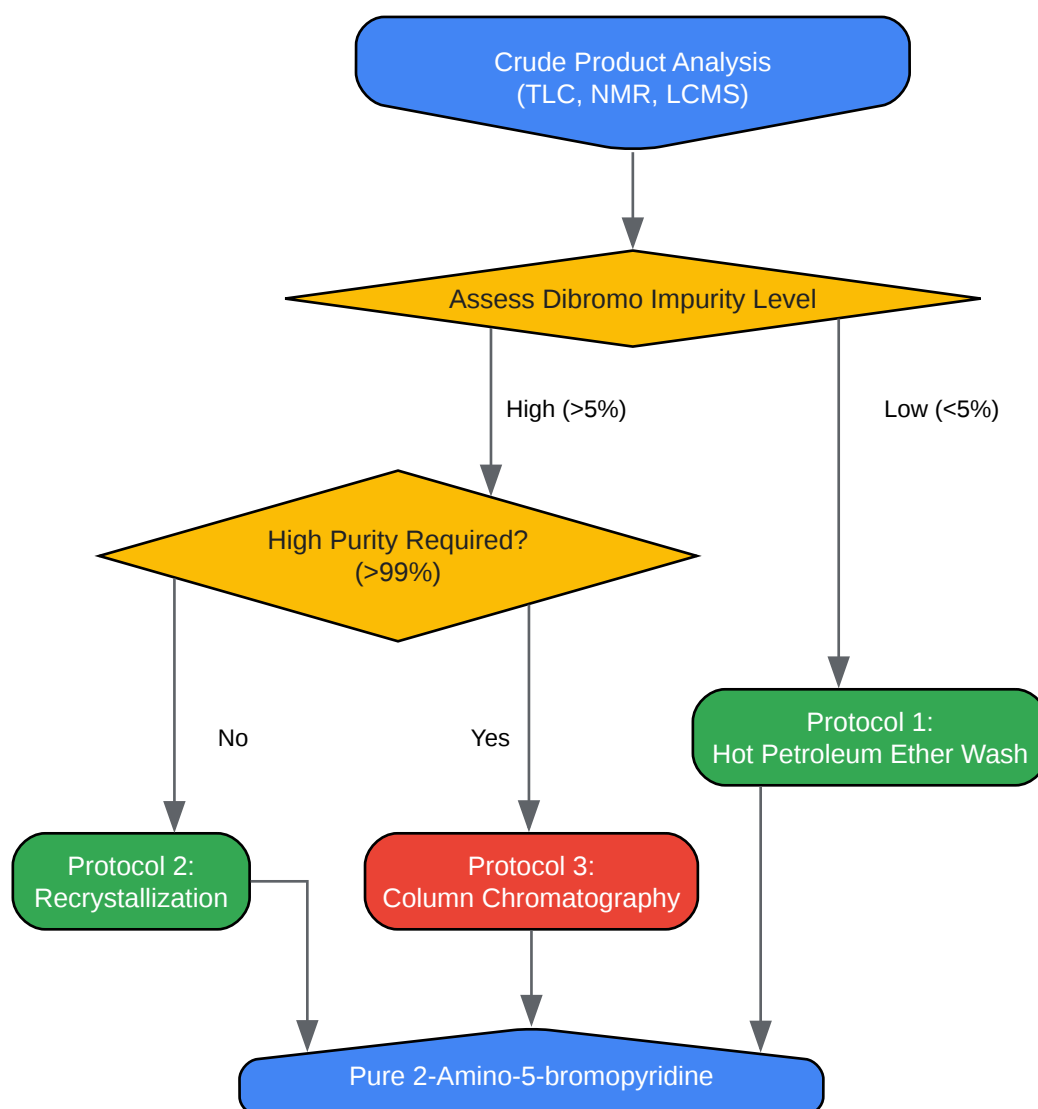 Crude Product Analysis
(TLC, NMR, LCMS)
Assess Dibromo Impurity Level
High (>5%)
Low (<5%)
High Purity Required?
(>99%)
No
Yes
Protocol 1:
Hot Petroleum Ether Wash
Protocol 2:
Recrystallization
Protocol 3:
Column Chromatography
Pure 2-Amino-5-bromopyridine